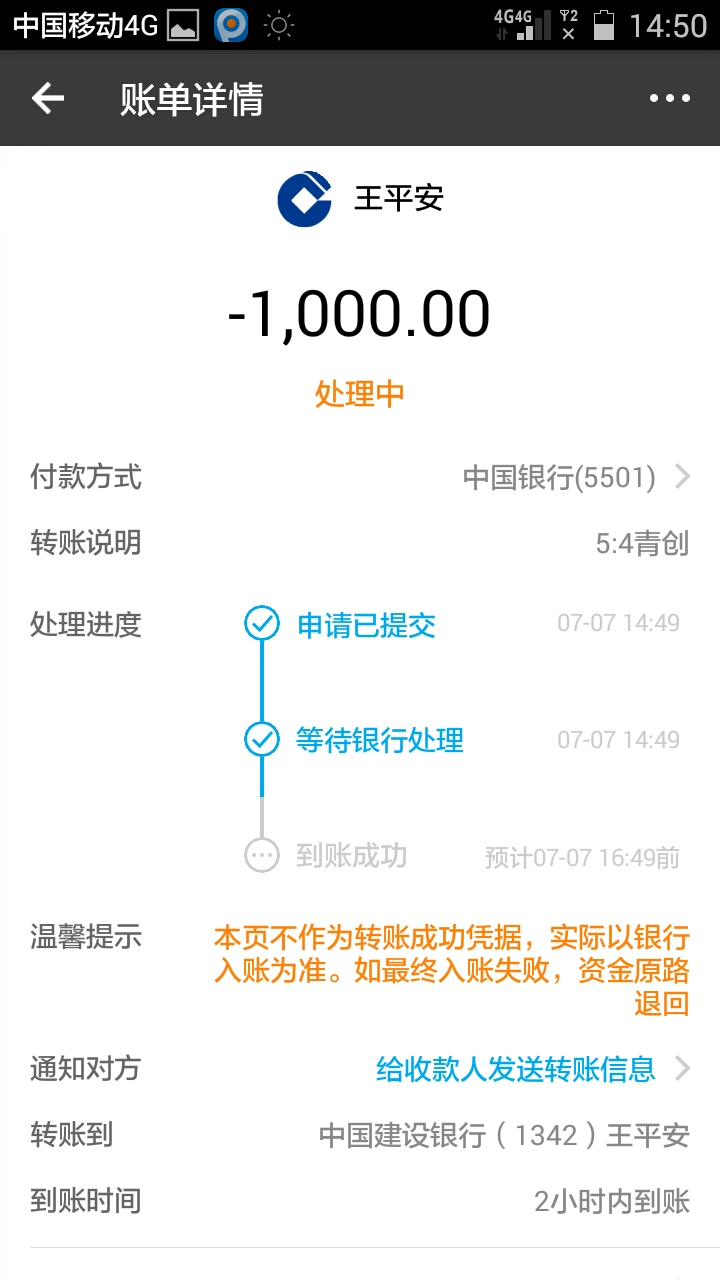 中国移动4G 4G4G 2 14:50
账单详情
王平安
-1,000.00
处理中
付款方式 中国银行(5501)
转账说明 5:4青创
处理进度 申请已提交 07-07 14:49
等待银行处理 07-07 14:49
到账成功 预计07-07 16:49前
温馨提示 本页不作为转账成功凭据，实际以银行
入账为准。如最终入账失败，资金原路
退回
通知对方 给收款人发送转账信息
转账到 中国建设银行（1342）王平安
到账时间 2小时内到账